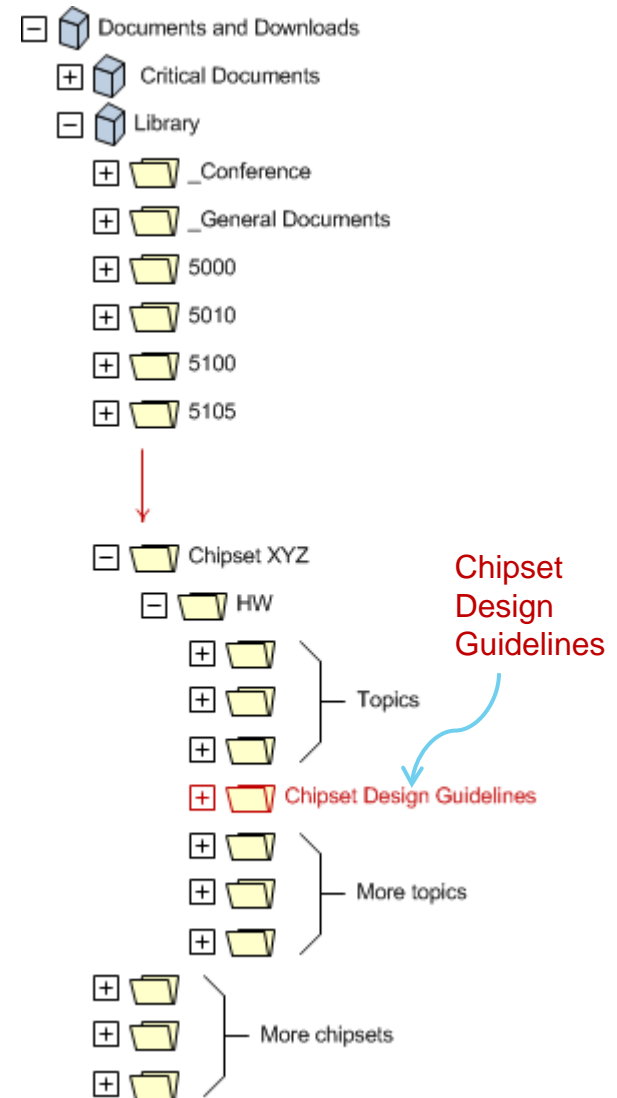 Documents and Downloads
Critical Documents
Library
_Conference
_General Documents
5000
5010
5100
5105
Chipset XYZ
HW
Chipset
Design
Guidelines
Topics
Chipset Design Guidelines
More topics
More chipsets